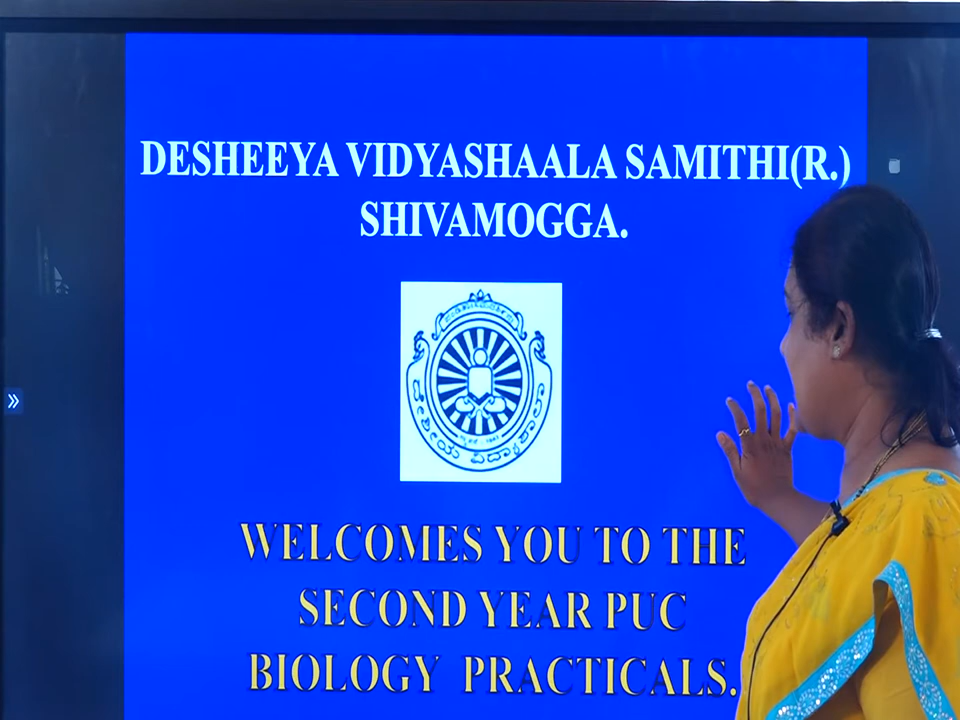 DESHEEYA VIDYASHAALA SAMITHI(R.)
SHIVAMOGGA.
ದೇಶೀಯ ವಿದ್ಯಾಶಾಲಾ
WELCOMES YOU TO THE
SECOND YEAR PUC
BIOLOGY PRACTICALS.